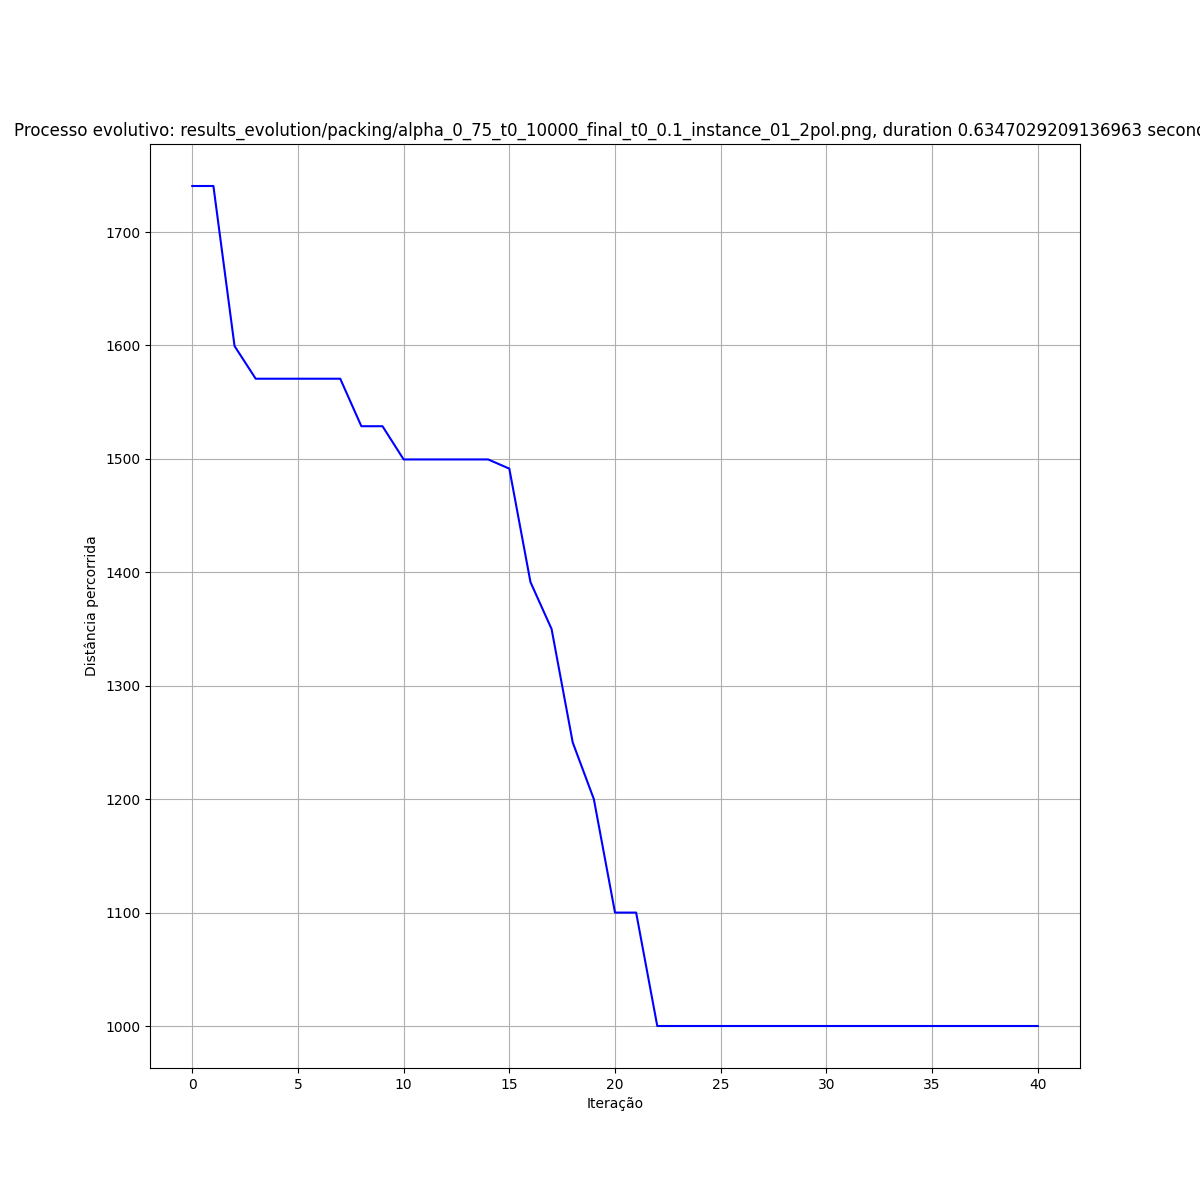 Processo evolutivo: results_evolution/packing/alpha_0_75_t0_10000_final_t0_0.1_instance_01_2pol.png, duration 0.6347029209136963 secon
1700
1600
1500
1400
1300
1200
1100
1000
Distância percorrida
0 5 10 15 20 25 30 35 40
Iteração